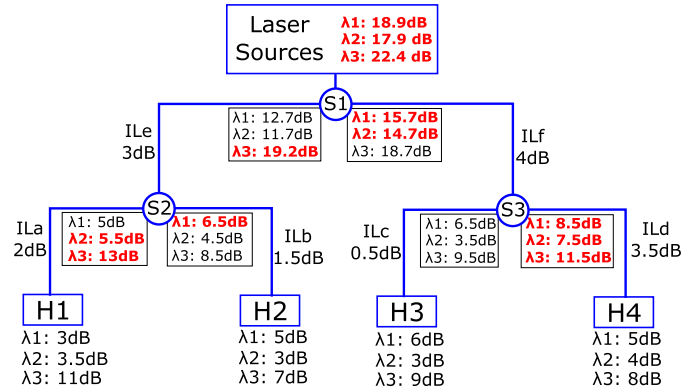 Laser
Sources
λ1: 18.9dB
λ2: 17.9 dB
λ3: 22.4 dB
S1
ILe
3dB
λ1: 12.7dB
λ2: 11.7dB
λ3: 19.2dB
λ1: 15.7dB
λ2: 14.7dB
λ3: 18.7dB
ILf
4dB
S2
ILa
2dB
λ1: 5dB
λ2: 5.5dB
λ3: 13dB
λ1: 6.5dB
λ2: 4.5dB
λ3: 8.5dB
ILb
1.5dB
S3
ILc
0.5dB
λ1: 6.5dB
λ2: 3.5dB
λ3: 9.5dB
λ1: 8.5dB
λ2: 7.5dB
λ3: 11.5dB
ILd
3.5dB
H1
λ1: 3dB
λ2: 3.5dB
λ3: 11dB
H2
λ1: 5dB
λ2: 3dB
λ3: 7dB
H3
λ1: 6dB
λ2: 3dB
λ3: 9dB
H4
λ1: 5dB
λ2: 4dB
λ3: 8dB